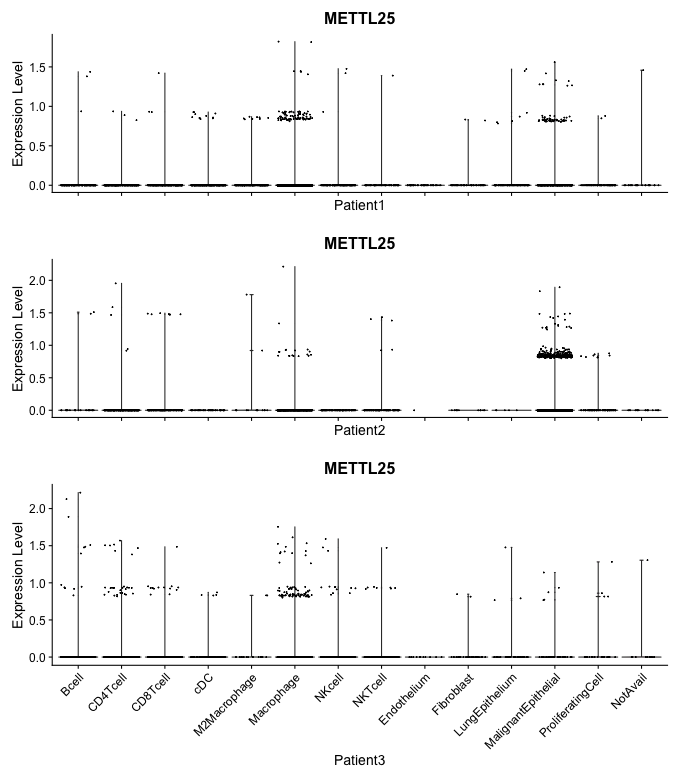 METTL25
Expression Level
1.5
1.0
0.5
0.0
Patient1
METTL25
Expression Level
2.0
1.5
1.0
0.5
0.0
Patient2
METTL25
Expression Level
2.0
1.5
1.0
0.5
0.0
Bcell
CD4Tcell
CD8Tcell
cDC
M2Macrophage
Macrophage
NKcell
NKTcell
Endothelium
Fibroblast
LungEpithelium
MalignantEpithelial
ProliferatingCell
NotAvail
Patient3